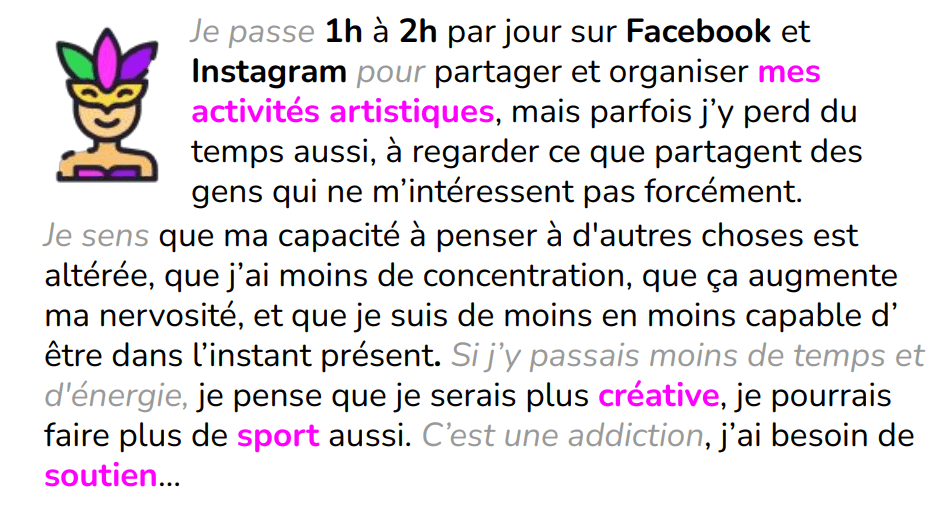 Je passe 1h à 2h par jour sur Facebook et
Instagram pour partager et organiser mes
activités artistiques, mais parfois j’y perd du
temps aussi, à regarder ce que partagent des
gens qui ne m’intéressent pas forcément.
Je sens que ma capacité à penser à d'autres choses est
altérée, que j’ai moins de concentration, que ça augmente
ma nervosité, et que je suis de moins en moins capable d’
être dans l’instant présent. Si j’y passais moins de temps et
d'énergie, je pense que je serais plus créative, je pourrais
faire plus de sport aussi. C’est une addiction, j’ai besoin de
soutien...